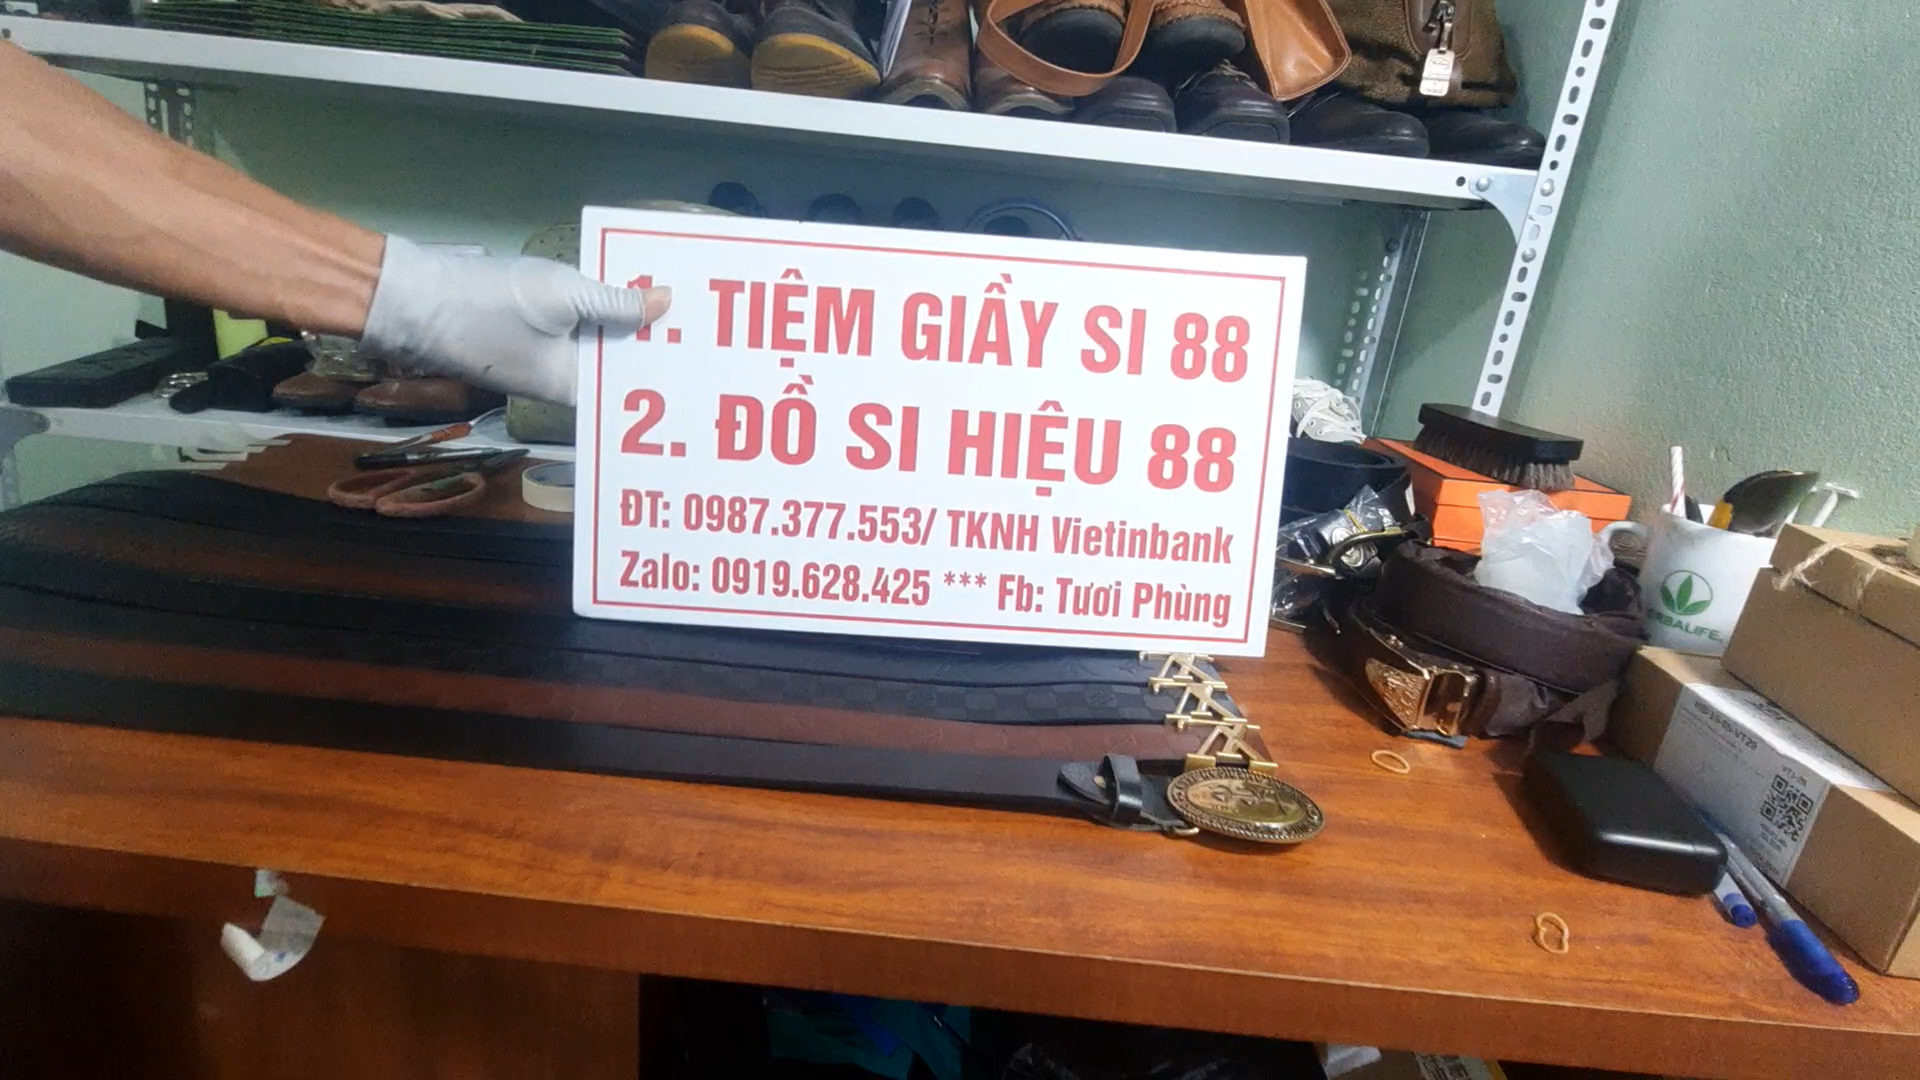 1. TIỆM GIẦY SI 88
2. ĐỒ SI HIỆU 88
ĐT: 0987.377.553/ TKNH Vietinbank
Zalo: 0919.628.425 *** Fb: Tươi Phùng
ERBALIFE